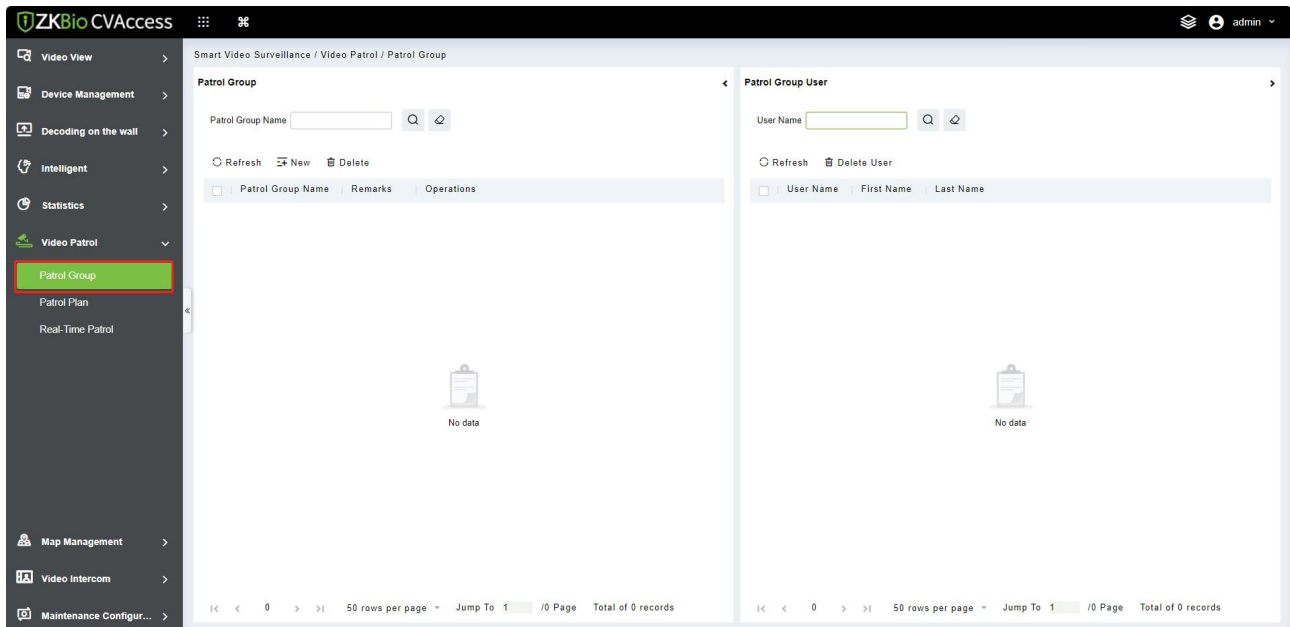 ZKBio CVAccess
admin
Video View
Device Management
Decoding on the wall
Intelligent
Statistics
Video Patrol
Patrol Group
Patrol Plan
Real-Time Patrol
Map Management
Video Intercom
Maintenance Configur...
Smart Video Surveillance / Video Patrol / Patrol Group
Patrol Group
Patrol Group Name
Refresh New Delete
Patrol Group Name Remarks Operations
No data
0 50 rows per page Jump To 1 /0 Page Total of 0 records
Patrol Group User
User Name
Refresh Delete User
User Name First Name Last Name
No data
0 50 rows per page Jump To 1 /0 Page Total of 0 records